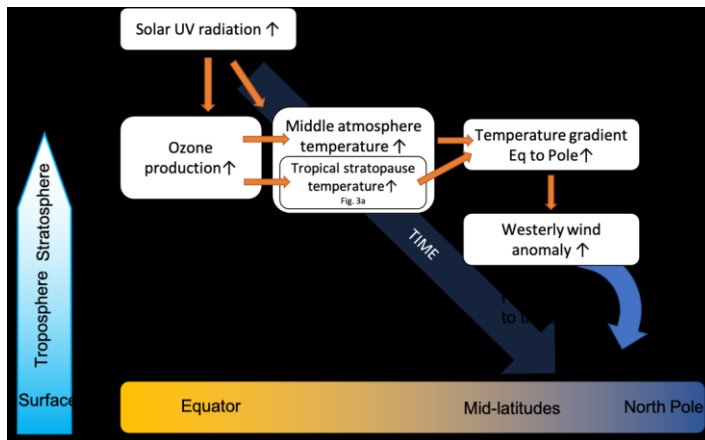 Solar UV radiation ↑
Ozone
production↑
Middle atmosphere
temperature ↑
Tropical stratopause
temperature↑
Fig. 3a
Temperature gradient
Eq to Pole↑
Westerly wind
anomaly ↑
TIME
to
Troposphere Stratosphere
Surface
Equator
Mid-latitudes
North Pole